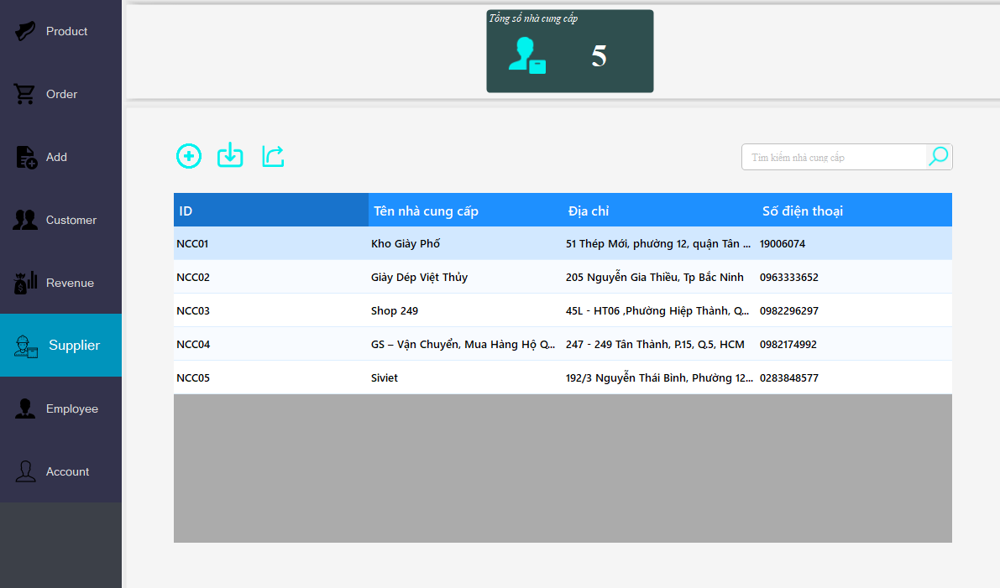 Product
Order
Add
Customer
Revenue
Supplier
Employee
Account
Tổng số nhà cung cấp
5
Tìm kiếm nhà cung cấp
ID Tên nhà cung cấp Địa chỉ Số điện thoại
NCC01 Kho Giày Phố 51 Thép Mới, phường 12, quận Tân ... 19006074
NCC02 Giày Dép Việt Thủy 205 Nguyễn Gia Thiều, Tp Bắc Ninh 0963333652
NCC03 Shop 249 45L - HT06 ,Phường Hiệp Thành, Q... 0982296297
NCC04 GS – Vận Chuyển, Mua Hàng Hộ Q... 247 - 249 Tân Thành, P.15, Q.5, HCM 0982174992
NCC05 Siviet 192/3 Nguyễn Thái Bình, Phường 12... 0283848577